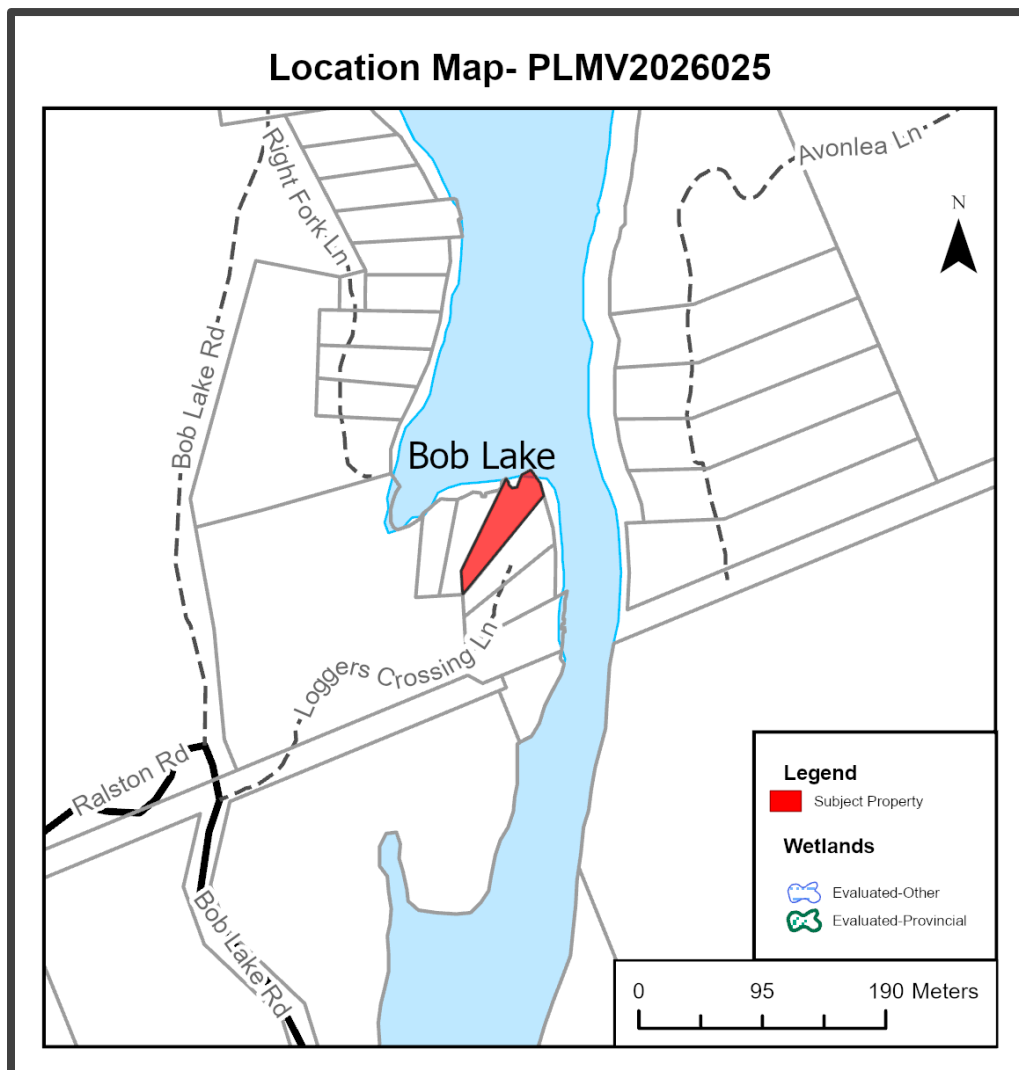 Location Map- PLMV2026025
Right Fork Ln
Avonlea Ln
N
Bob Lake Rd
Bob Lake
Loggers Crossing Ln
Ralston Rd
Bob Lake Rd
Legend
Subject Property
Wetlands
Evaluated-Other
Evaluated-Provincial
0 95 190 Meters